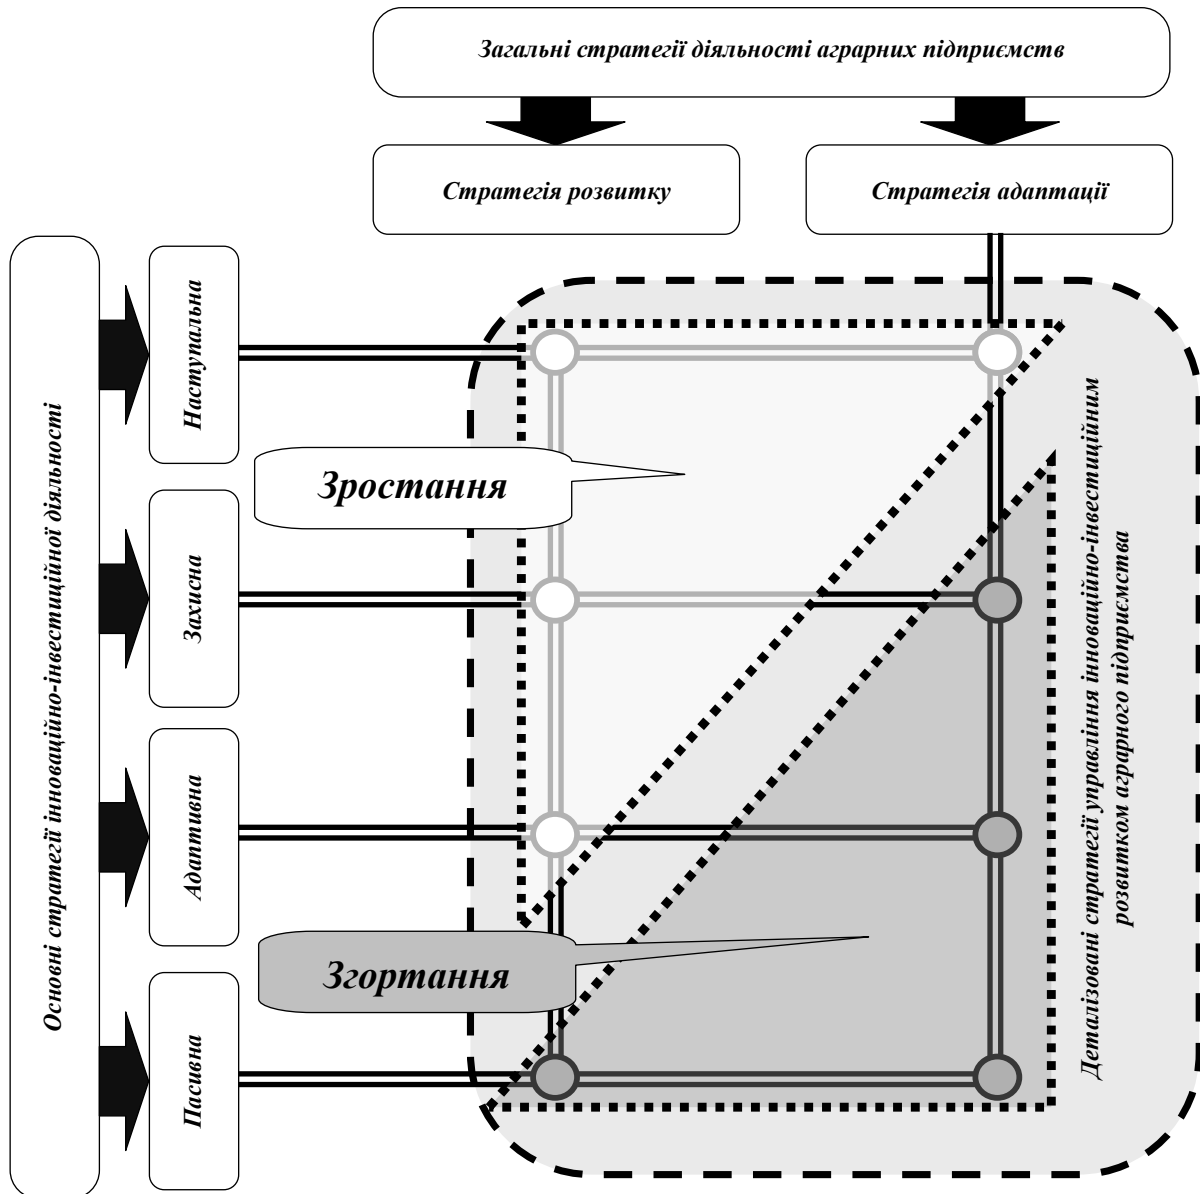 Загальні стратегії діяльності аграрних підприємств
Стратегія розвитку
Стратегія адаптації
Основні стратегії інноваційно-інвестиційної діяльності
Наступальна
Захисна
Адаптивна
Пасивна
Зростання
Згортання
Деталізовані стратегії управління інноваційно-інвестиційним
розвитком аграрного підприємства